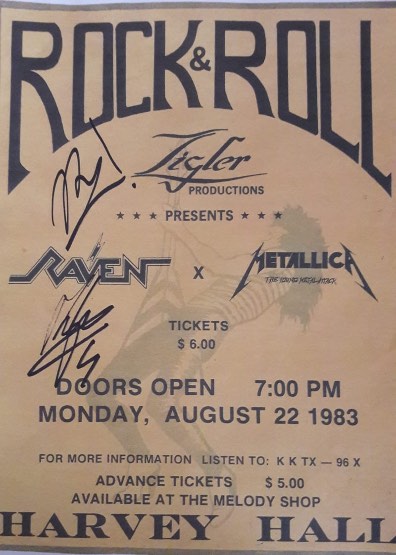 ROCK & ROLL
Zigler
PRODUCTIONS
★ ★ ★ PRESENTS ★ ★ ★
RAVEN X METALLICA
THE YOUNG METAL ATTACK
TICKETS
$ 6.00
DOORS OPEN 7:00 PM
MONDAY, AUGUST 22 1983
FOR MORE INFORMATION LISTEN TO: K K TX — 96 X
ADVANCE TICKETS $ 5.00
AVAILABLE AT THE MELODY SHOP
HARVEY HALL